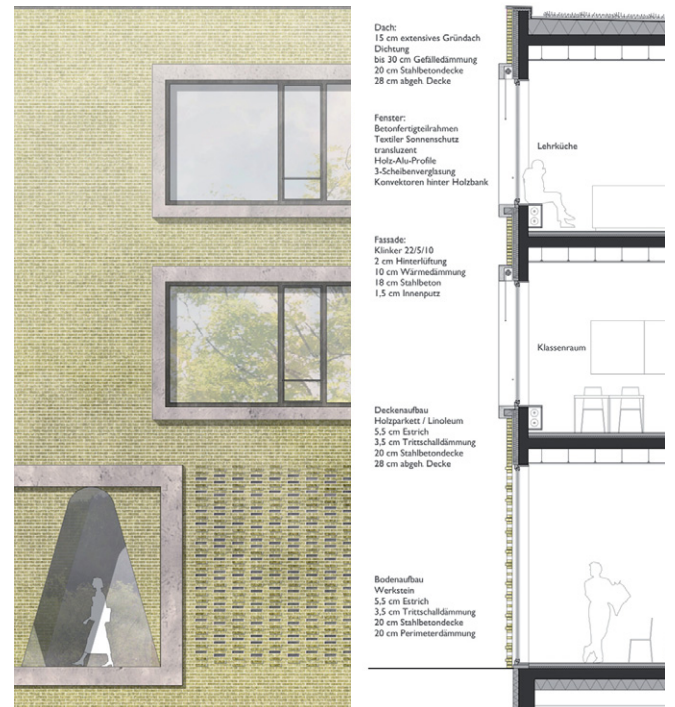 Dach:
15 cm extensives Gründach
Dichtung
bis 30 cm Gefälledämmung
20 cm Stahlbetondecke
28 cm abgeh. Decke
Fenster:
Betonfertigteilrahmen
Textiler Sonnenschutz
transluzent
Holz-Alu-Profile
3-Scheibenverglasung
Konvektoren hinter Holzbank
Lehrküche
Fassade:
Klinker 22/5/10
2 cm Hinterlüftung
10 cm Wärmedämmung
18 cm Stahlbeton
1,5 cm Innenputz
Klassenraum
Deckenaufbau
Holzparkett / Linoleum
5,5 cm Estrich
3,5 cm Trittschalldämmung
20 cm Stahlbetondecke
28 cm abgeh. Decke
Bodenaufbau
Werkstein
5,5 cm Estrich
3,5 cm Trittschalldämmung
20 cm Stahlbetondecke
20 cm Perimeterdämmung